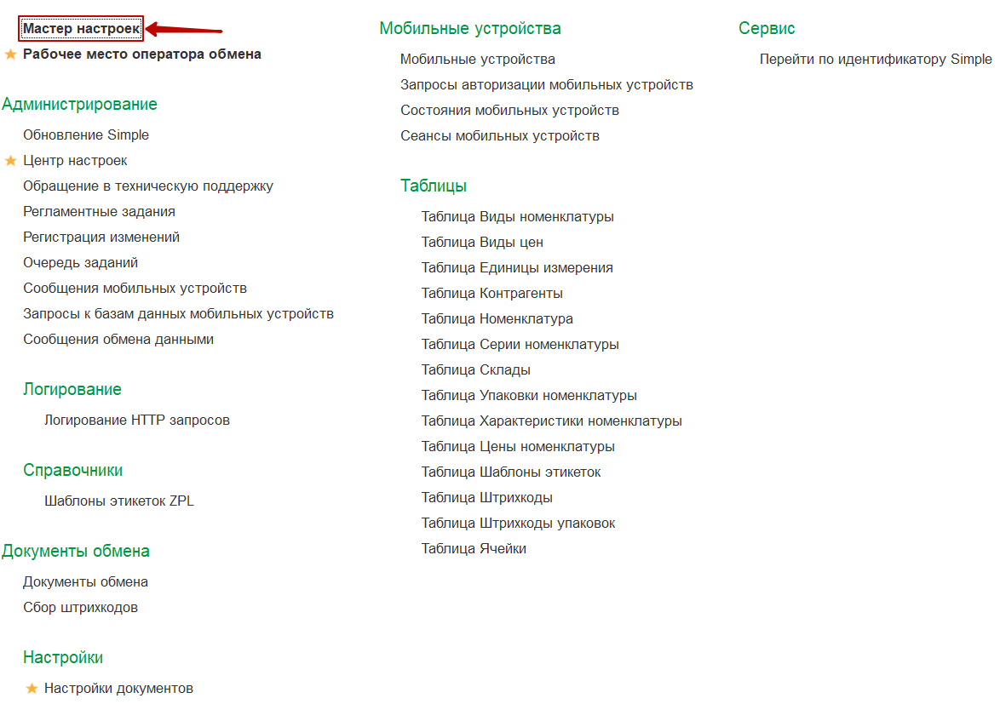 Мастер настроек
Рабочее место оператора обмена
Администрирование
Обновление Simple
Центр настроек
Обращение в техническую поддержку
Регламентные задания
Регистрация изменений
Очередь заданий
Сообщения мобильных устройств
Запросы к базам данных мобильных устройств
Сообщения обмена данными
Логирование
Логирование HTTP запросов
Справочники
Шаблоны этикеток ZPL
Документы обмена
Документы обмена
Сбор штрихкодов
Настройки
Настройки документов
Мобильные устройства
Мобильные устройства
Запросы авторизации мобильных устройств
Состояния мобильных устройств
Сеансы мобильных устройств
Таблицы
Таблица Виды номенклатуры
Таблица Виды цен
Таблица Единицы измерения
Таблица Контрагенты
Таблица Номенклатура
Таблица Серии номенклатуры
Таблица Склады
Таблица Упаковки номенклатуры
Таблица Характеристики номенклатуры
Таблица Цены номенклатуры
Таблица Шаблоны этикеток
Таблица Штрихкоды
Таблица Штрихкоды упаковок
Таблица Ячейки
Сервис
Перейти по идентификатору Simple